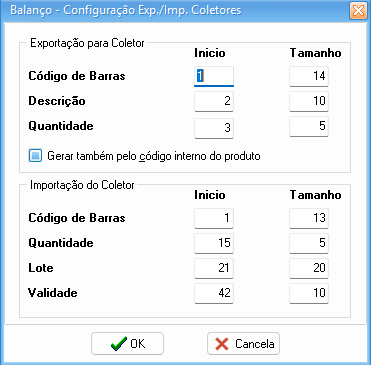 Balanço - Configuração Exp./Imp. Coletores
Exportação para Coletor
Inicio Tamanho
Código de Barras 1 14
Descrição 2 10
Quantidade 3 5
Gerar também pelo código interno do produto
Importação do Coletor
Inicio Tamanho
Código de Barras 1 13
Quantidade 15 5
Lote 21 20
Validade 42 10
OK Cancela